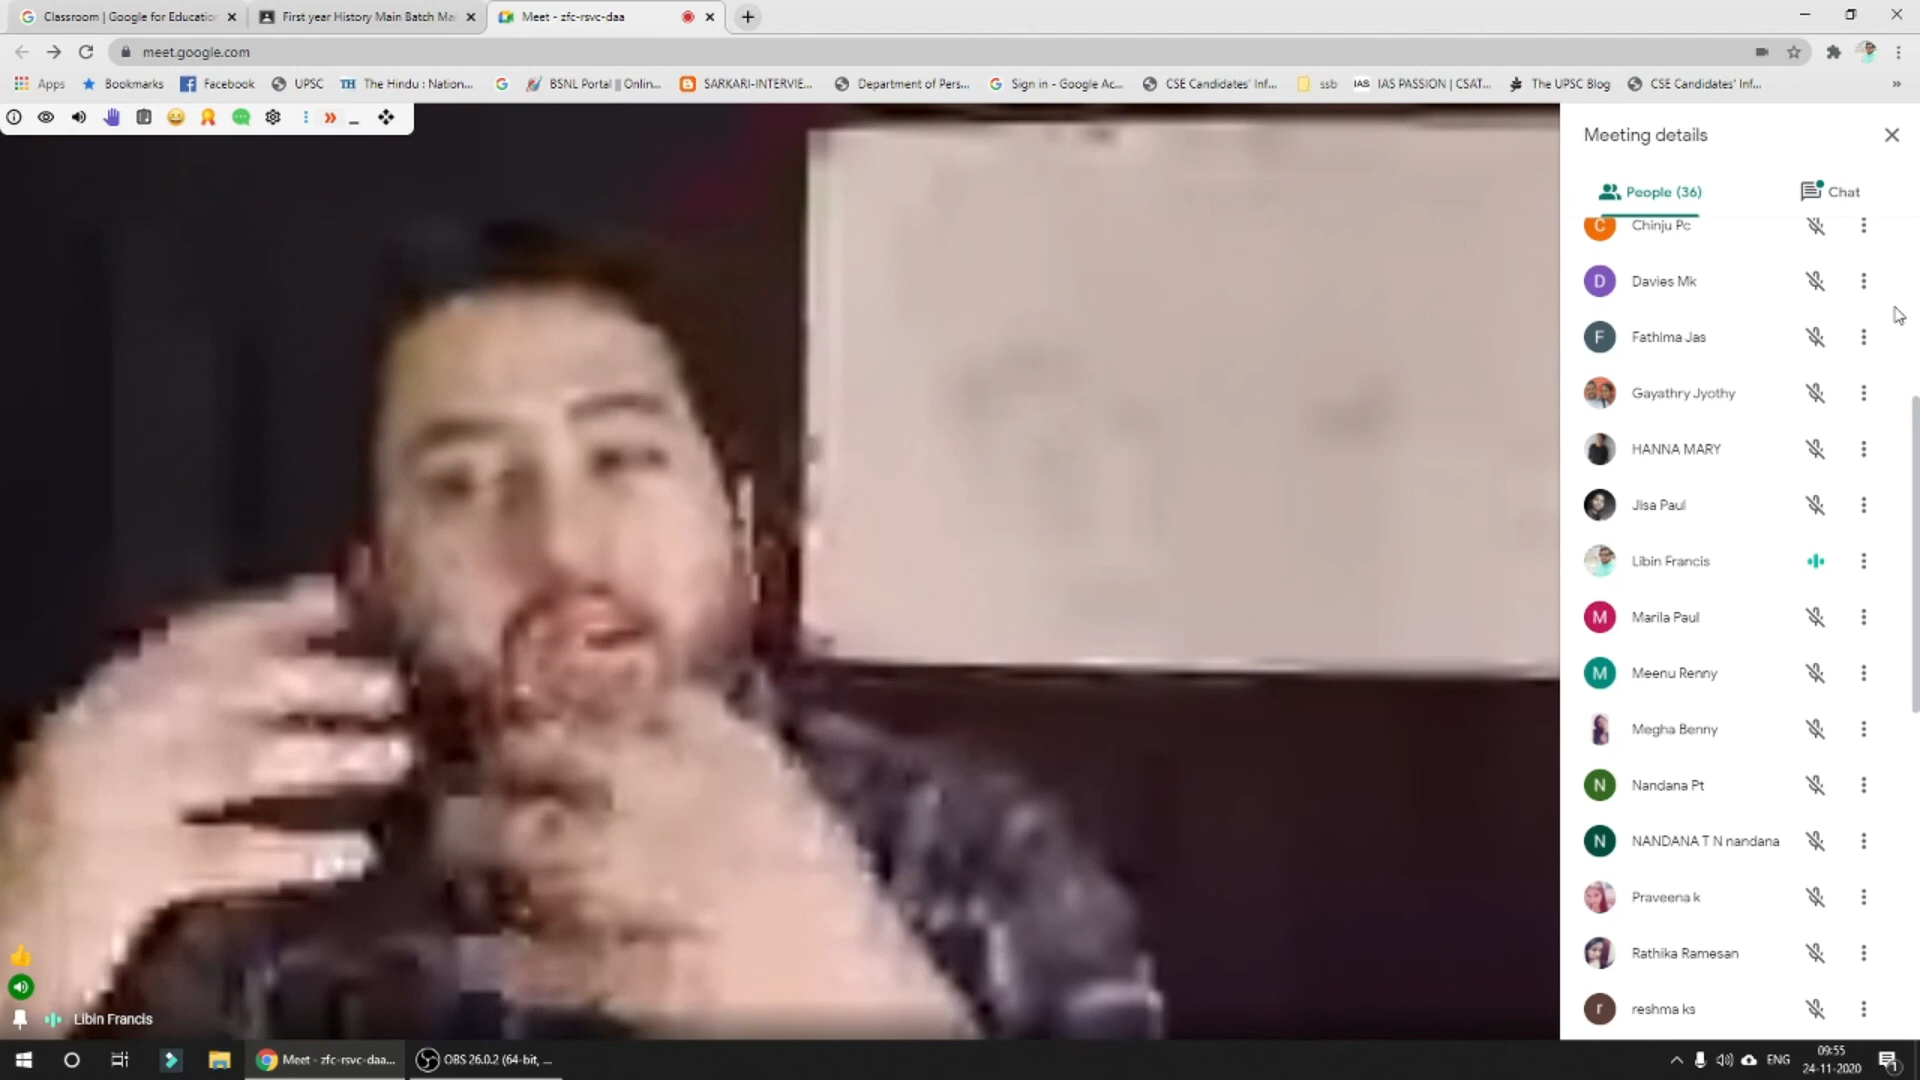 Classroom | Google for Education
First year History Main Batch Ma
Meet - zfc-rsvc-daa
meet.google.com
Apps
Bookmarks
Facebook
UPSC
TH
The Hindu : Nation...
BSNL Portal || Onlin...
SARKARI-INTERVIE...
Department of Pers...
Sign in - Google Ac...
CSE Candidates' Inf...
ssb
IAS
IAS PASSION | CSAT...
The UPSC Blog
CSE Candidates' Inf...
Meeting details
People (36)
Chat
C
Chinju Pc
D
Davies Mk
F
Fathima Jas
Gayathry Jyothy
HANNA MARY
Jisa Paul
Libin Francis
M
Marila Paul
M
Meenu Renny
Megha Benny
N
Nandana Pt
N
NANDANA T N nandana
Praveena k
Rathika Ramesan
r
reshma ks
Libin Francis
Meet - zfc-rsvc-daa...
OBS 26.0.2 (64-bit, ...
ENG
09:55
24-11-2020
1